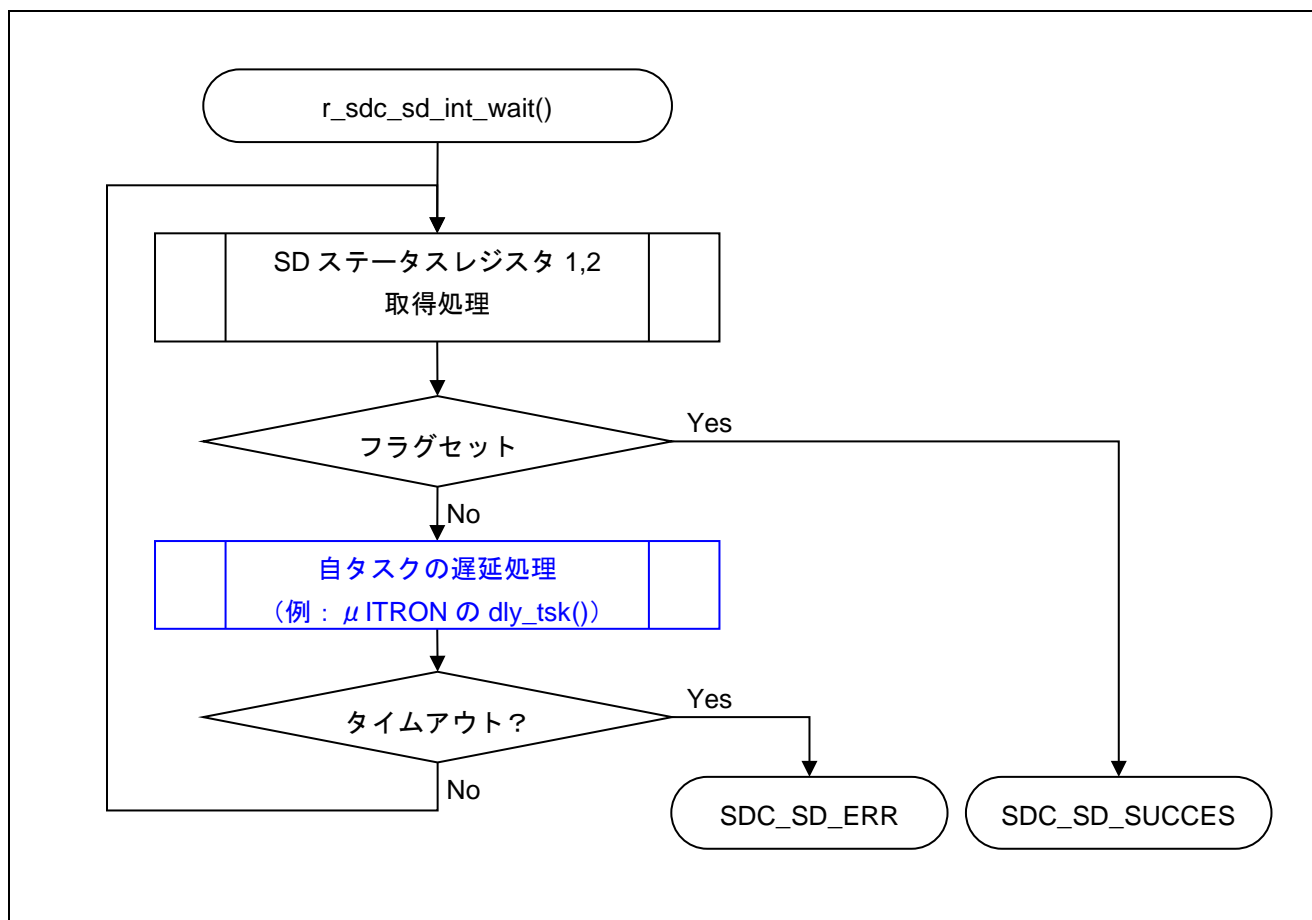 r_sdc_sd_int_wait()
SD ステータスレジスタ 1,2
取得処理
フラグセット
Yes
No
自タスクの遅延処理
（例：μITRON の dly_tsk()）
タイムアウト？
Yes
No
SDC_SD_ERR
SDC_SD_SUCCES